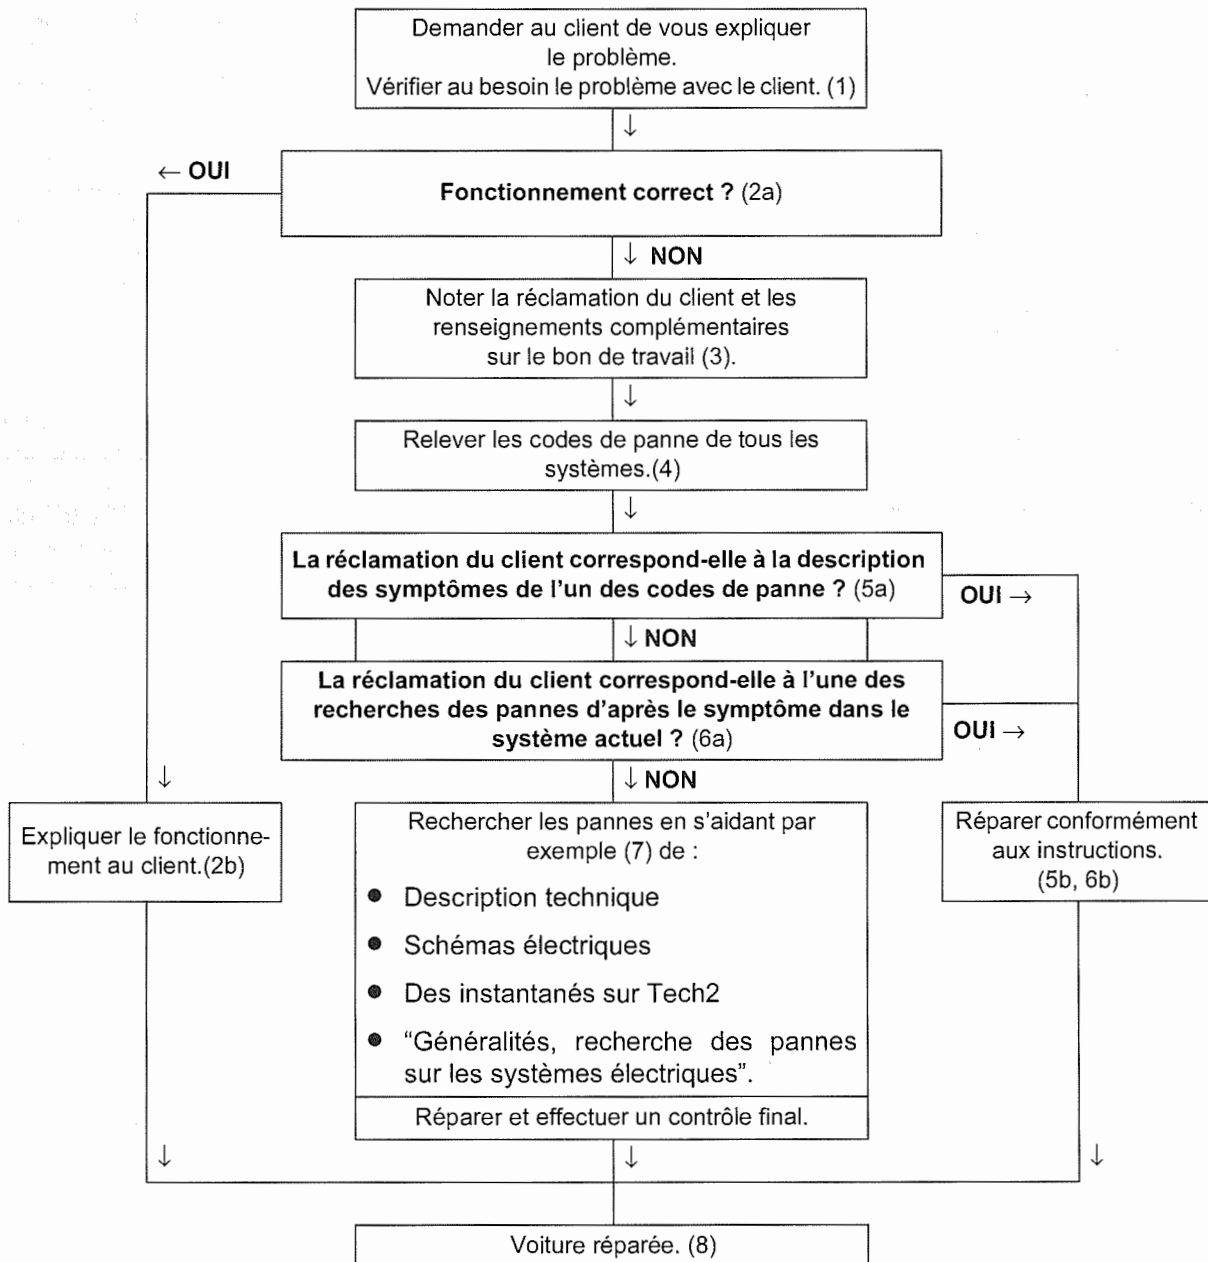 Demander au client de vous expliquer
le problème.
Vérifier au besoin le problème avec le client. (1)
↓
← OUI
Fonctionnement correct ? (2a)
↓ NON
Noter la réclamation du client et les
renseignements complémentaires
sur le bon de travail (3).
↓
Relever les codes de panne de tous les
systèmes.(4)
↓
La réclamation du client correspond-elle à la description
des symptômes de l'un des codes de panne ? (5a)
OUI →
↓ NON
La réclamation du client correspond-elle à l'une des
recherches des pannes d'après le symptôme dans le
système actuel ? (6a)
OUI →
↓
↓ NON
↓
Expliquer le fonctionne-
ment au client.(2b)
Rechercher les pannes en s'aidant par
exemple (7) de :
● Description technique
● Schémas électriques
● Des instantanés sur Tech2
● “Généralités, recherche des pannes
sur les systèmes électriques”.
Réparer et effectuer un contrôle final.
Réparer conformément
aux instructions.
(5b, 6b)
↓
↓
↓
Voiture réparée. (8)